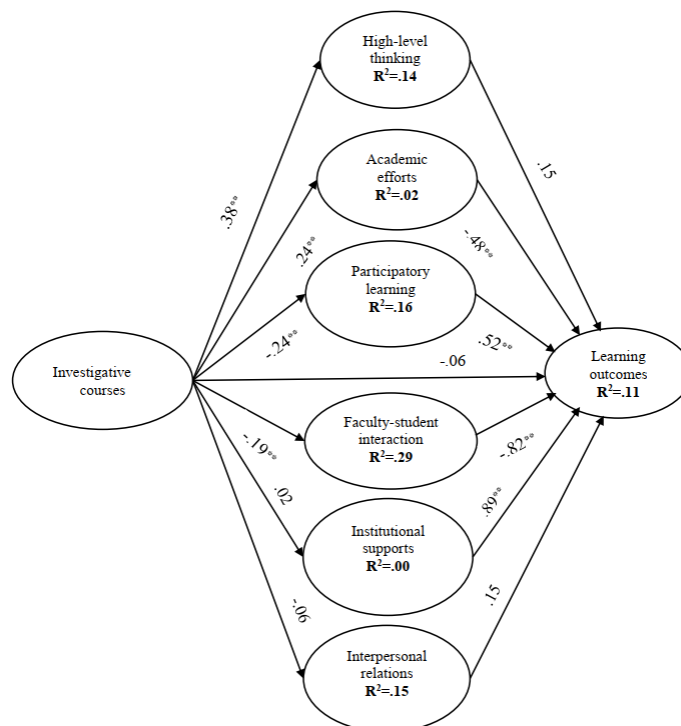 High-level
thinking
R²=.14
.38**
.15
Academic
efforts
R²=.02
.24**
-.48**
Participatory
learning
R²=.16
-.24**
.52**
Investigative
courses
-.06
Learning
outcomes
R²=.11
Faculty-student
interaction
R²=.29
-.19**
-.82**
.02
.89**
Institutional
supports
R²=.00
-.06
.15
Interpersonal
relations
R²=.15